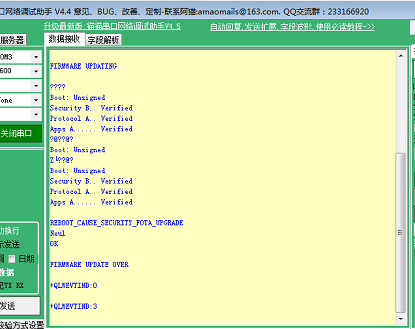 口网络调试助手 V4.4 意见、BUG、改善、定制-联系阿猫:amaomails@163.com. QQ交流群：233166920
升级最新版:猫猫串口网络调试助手V4.5 自动回复,发送扩展,字段波形.使用必读教程-->
服务器 数据接收 字段解析
OM3
600
one
关闭串口
FIRMWARE UPDATING
????
Boot: Unsigned
Security B.. Verified
Protocol A.. Verified
Apps A...... Verified
?@??@?
Boot: Unsigned
??@?
Boot: Unsigned
Security B.. Verified
Protocol A.. Verified
Apps A...... Verified
REBOOT_CAUSE_SECURITY_FOTA_UPGRADE
Neul
OK
FIRMWARE UPDATE OVER
+QLWEVTIND:0
+QLWEVTIND:3
动换行
示发送
日期
数据
TX RX
发送
校验方式设置